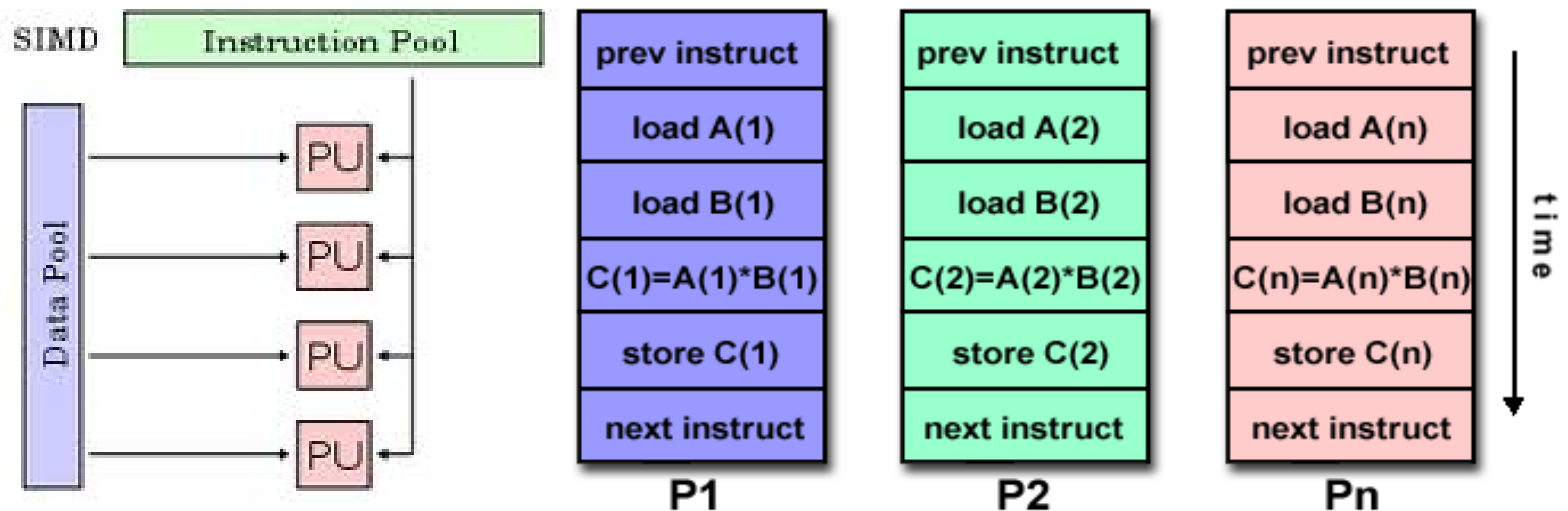 SIMD
Instruction Pool
Data Pool
PU
PU
PU
PU
prev instruct
load A(1)
load B(1)
C(1)=A(1)*B(1)
store C(1)
next instruct
P1
prev instruct
load A(2)
load B(2)
C(2)=A(2)*B(2)
store C(2)
next instruct
P2
prev instruct
load A(n)
load B(n)
C(n)=A(n)*B(n)
store C(n)
next instruct
Pn
time